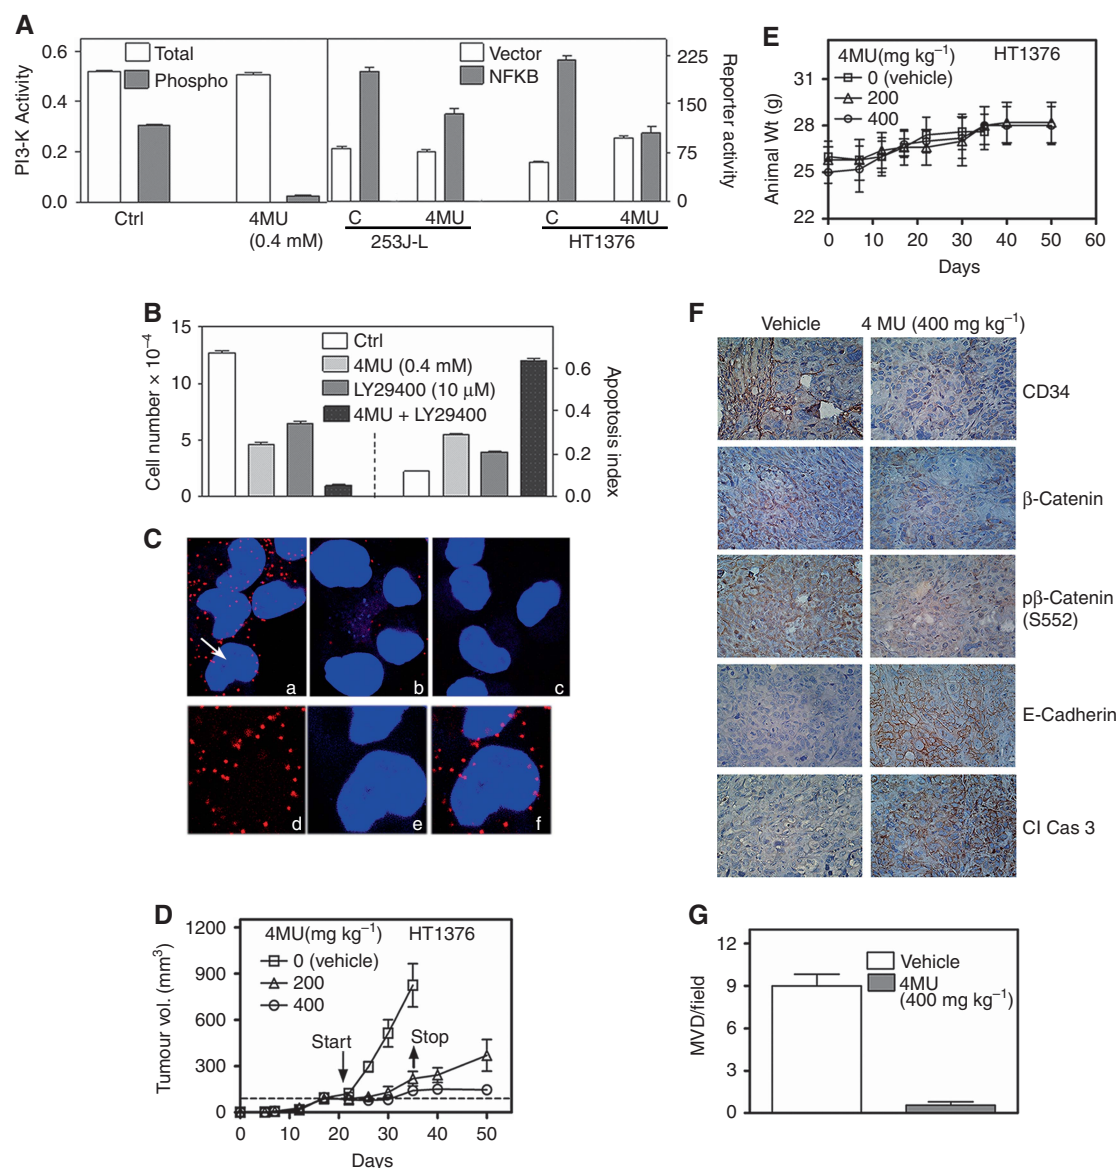 A
PI3-K Activity
0.6
0.4
0.2
0.0
Total
Phospho
Ctrl
4MU
(0.4 mM)
Vector
NFKB
225
150
75
0
Reporter activity
C
4MU
C
4MU
253J-L
HT1376
E
4MU(mg kg⁻¹)
HT1376
0 (vehicle)
200
400
Animal Wt (g)
31
28
25
22
0
10
20
30
40
50
60
Days
B
Cell number × 10⁻⁴
15
10
5
0
Ctrl
4MU (0.4 mM)
LY29400 (10 µM)
4MU + LY29400
0.6
0.4
0.2
0.0
Apoptosis index
C
a
b
c
d
e
f
F
Vehicle
4 MU (400 mg kg⁻¹)
CD34
β-Catenin
pβ-Catenin
(S552)
E-Cadherin
CI Cas 3
D
Tumour vol. (mm³)
1200
900
600
300
0
4MU(mg kg⁻¹)
HT1376
0 (vehicle)
200
400
Start
Stop
0
10
20
30
40
50
Days
G
MVD/field
12
9
6
3
0
Vehicle
4MU
(400 mg kg⁻¹)